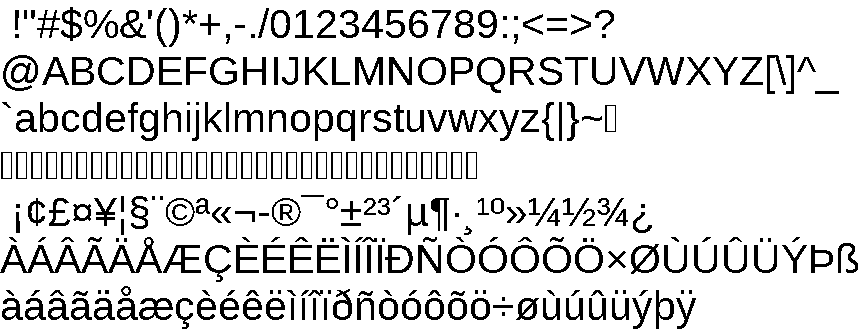 !"#$%&'()*+,-./0123456789:;<=>?
@ABCDEFGHIJKLMNOPQRSTUVWXYZ[\]^_
`abcdefghijklmnopqrstuvwxyz{|}~
¡¢£¤¥¦§¨©ª«¬-®¯°±²³´µ¶·¸¹º»¼½¾¿
ÀÁÂÃÄÅÆÇÈÉÊËÌÍÎÏÐÑÒÓÔÕÖ×ØÙÚÛÜÝÞß
àáâãäåæçèéêëìíîïðñòóôõö÷øùúûüýþÿ